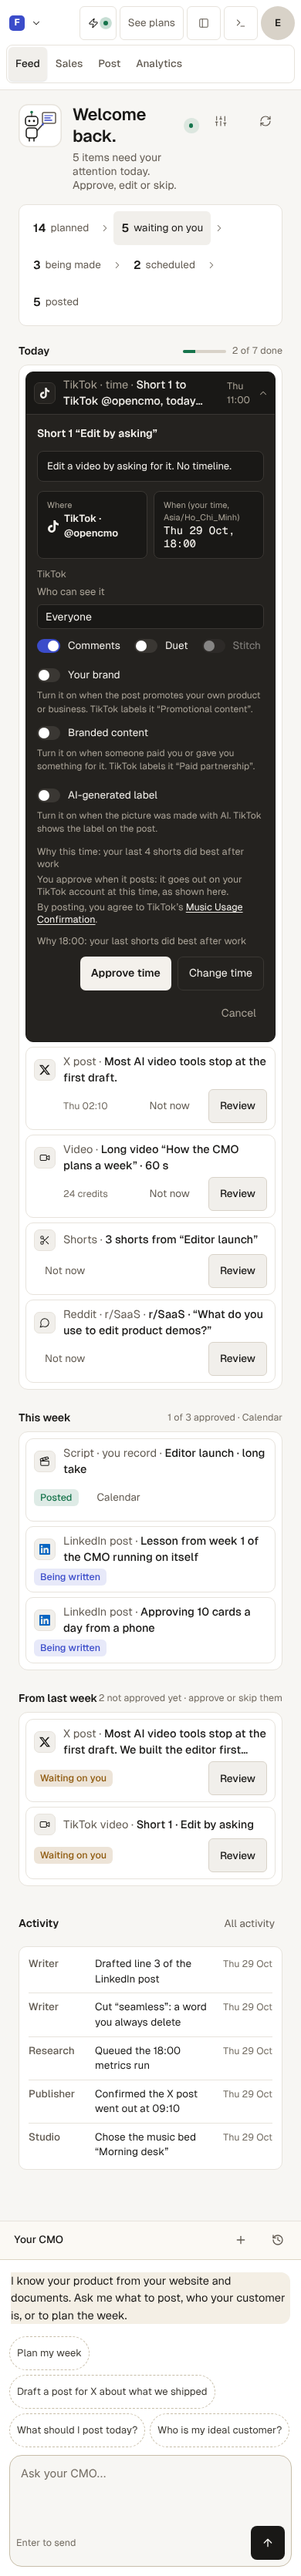 F
See plans
E
Feed Sales Post Analytics
Welcome back.
5 items need your attention today. Approve, edit or skip.
14 planned
5 waiting on you
3 being made
2 scheduled
5 posted
Today
2 of 7 done
TikTok · time · Short 1 to TikTok @opencmo, today…
Thu 11:00
Short 1 “Edit by asking”
Edit a video by asking for it. No timeline.
Where
TikTok · @opencmo
When (your time, Asia/Ho_Chi_Minh)
Thu 29 Oct, 18:00
TikTok
Who can see it
Everyone
Comments
Duet
Stitch
Your brand
Turn it on when the post promotes your own product or business. TikTok labels it “Promotional content”.
Branded content
Turn it on when someone paid you or gave you something for it. TikTok labels it “Paid partnership”.
AI-generated label
Turn it on when the picture was made with AI. TikTok shows the label on the post.
Why this time: your last 4 shorts did best after work
You approve when it posts: it goes out on your TikTok account at this time, as shown here.
By posting, you agree to TikTok’s Music Usage Confirmation.
Why 18:00: your last shorts did best after work
Approve time
Change time
Cancel
X post · Most AI video tools stop at the first draft.
Thu 02:10
Not now
Review
Video · Long video “How the CMO plans a week” · 60 s
24 credits
Not now
Review
Shorts · 3 shorts from “Editor launch”
Not now
Review
Reddit · r/SaaS · r/SaaS · “What do you use to edit product demos?”
Not now
Review
This week
1 of 3 approved · Calendar
Script · you record · Editor launch · long take
Posted
Calendar
LinkedIn post · Lesson from week 1 of the CMO running on itself
Being written
LinkedIn post · Approving 10 cards a day from a phone
Being written
From last week
2 not approved yet · approve or skip them
X post · Most AI video tools stop at the first draft. We built the editor first…
Waiting on you
Review
TikTok video · Short 1 · Edit by asking
Waiting on you
Review
Activity
All activity
Writer
Drafted line 3 of the LinkedIn post
Thu 29 Oct
Writer
Cut “seamless”: a word you always delete
Thu 29 Oct
Research
Queued the 18:00 metrics run
Thu 29 Oct
Publisher
Confirmed the X post went out at 09:10
Thu 29 Oct
Studio
Chose the music bed “Morning desk”
Thu 29 Oct
Your CMO
I know your product from your website and documents. Ask me what to post, who your customer is, or to plan the week.
Plan my week
Draft a post for X about what we shipped
What should I post today?
Who is my ideal customer?
Ask your CMO…
Enter to send